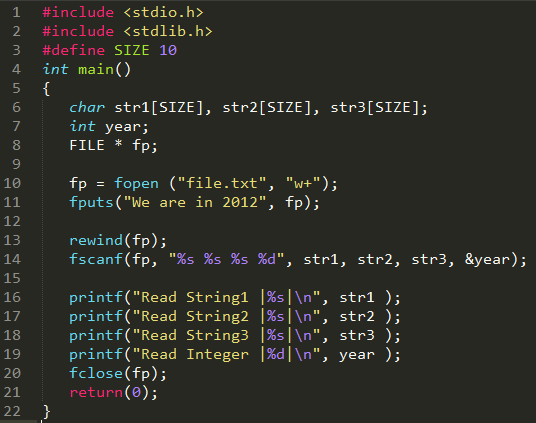 1 #include <stdio.h>
2 #include <stdlib.h>
3 #define SIZE 10
4 int main()
5 {
6 char str1[SIZE], str2[SIZE], str3[SIZE];
7 int year;
8 FILE * fp;
9
10 fp = fopen ("file.txt", "w+");
11 fputs("We are in 2012", fp);
12
13 rewind(fp);
14 fscanf(fp, "%s %s %s %d", str1, str2, str3, &year);
15
16 printf("Read String1 |%s|\n", str1 );
17 printf("Read String2 |%s|\n", str2 );
18 printf("Read String3 |%s|\n", str3 );
19 printf("Read Integer |%d|\n", year );
20 fclose(fp);
21 return(0);
22 }